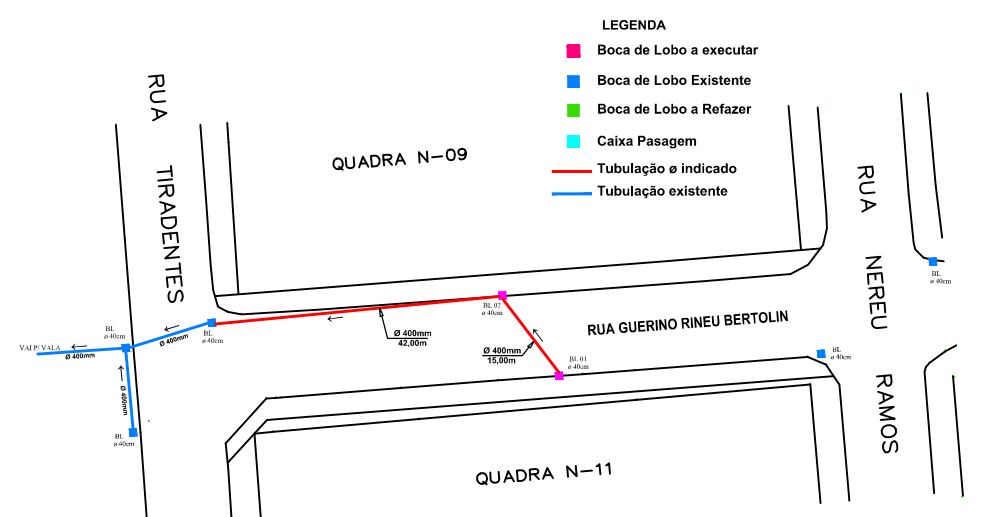 LEGENDA
Boca de Lobo a executar
Boca de Lobo Existente
Boca de Lobo a Refazer
Caixa Pasagem
Tubulação ø indicado
Tubulação existente
RUA
TIRADENTES
QUADRA N-09
RUA
NEREU
RAMOS
BL
ø 40cm
BL 02
ø 40cm
RUA GUERINO RINEU BERTOLIN
BL
ø 40cm
BL
ø 40cm
Ø 400mm
Ø 400mm
42,00m
VAI P/ VALA
Ø 400mm
Ø 400mm
15,00m
BL 01
ø 40cm
BL
ø 40cm
Ø 400mm
BL
ø 40cm
QUADRA N-11